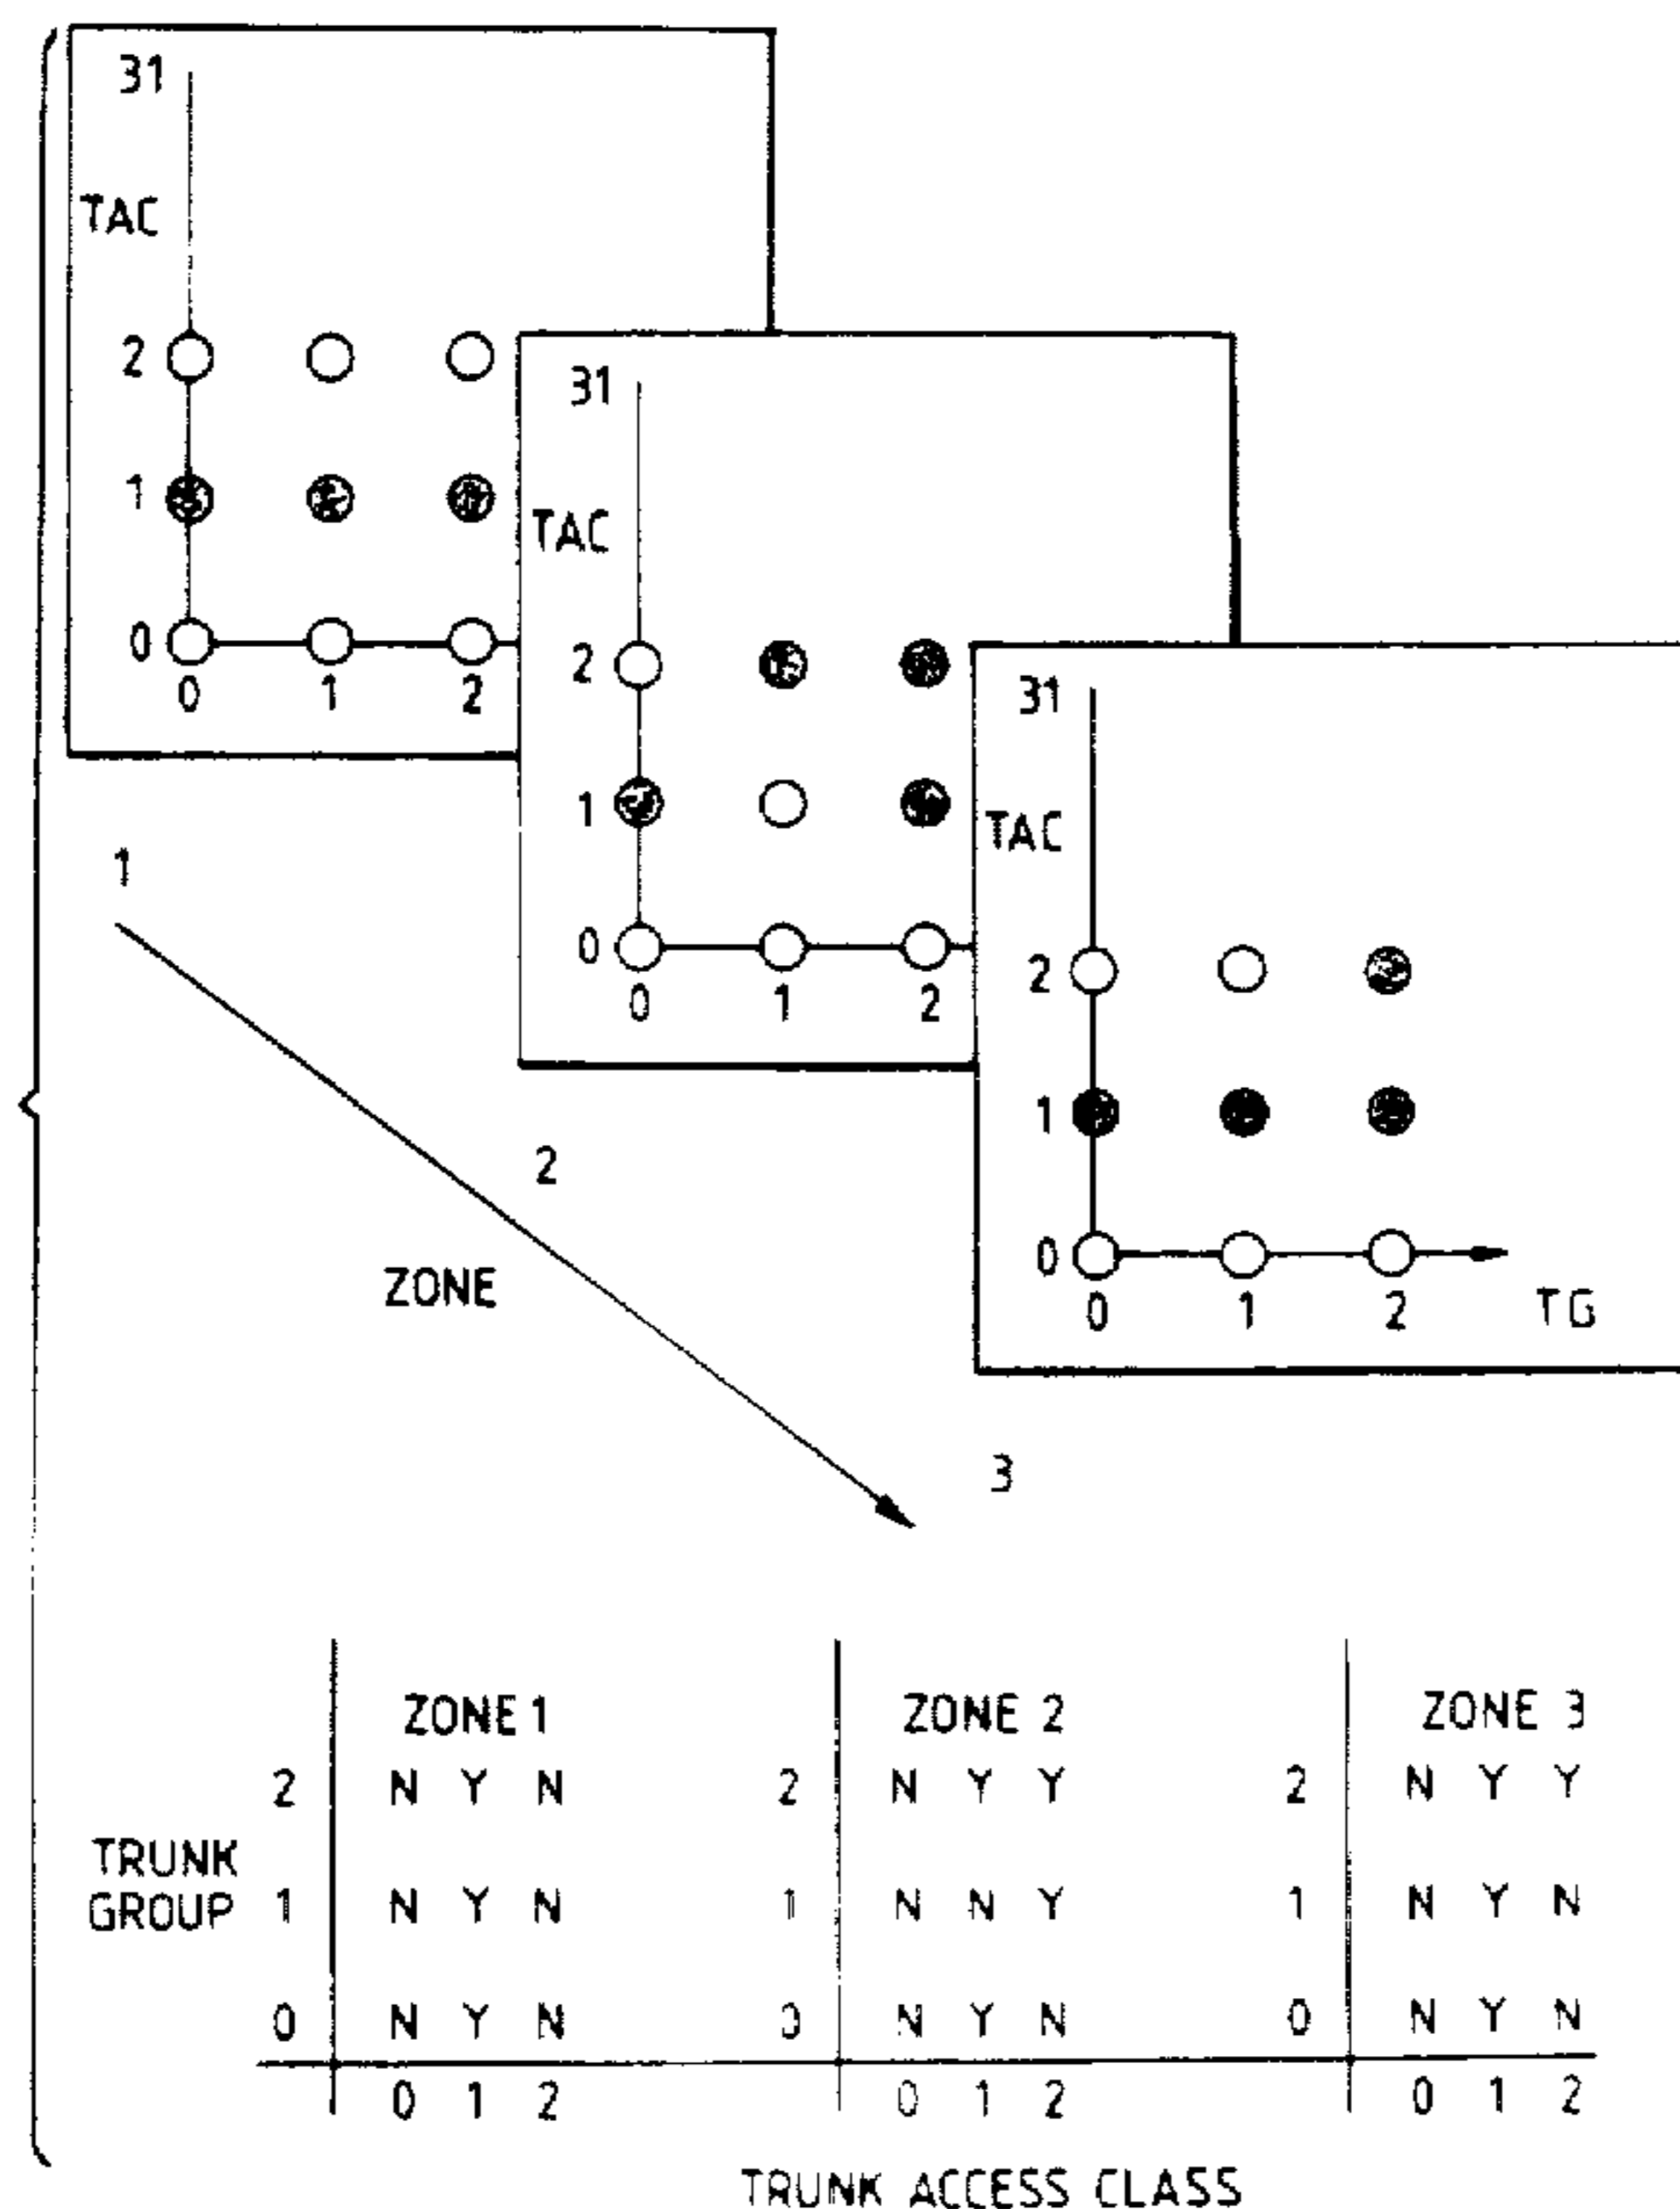 31
TAC
2
1
0
0 1 2
1
31
TAC
2
1
0
0 1 2
2
31
TAC
2
1
0
0 1 2 TG
3
ZONE
ZONE 1 ZONE 2 ZONE 3
2 N Y N 2 N Y Y 2 N Y Y
TRUNK
GROUP 1 N Y N 1 N N Y 1 N Y N
0 N Y N 0 N Y N 0 N Y N
0 1 2 0 1 2 0 1 2
TRUNK ACCESS CLASS